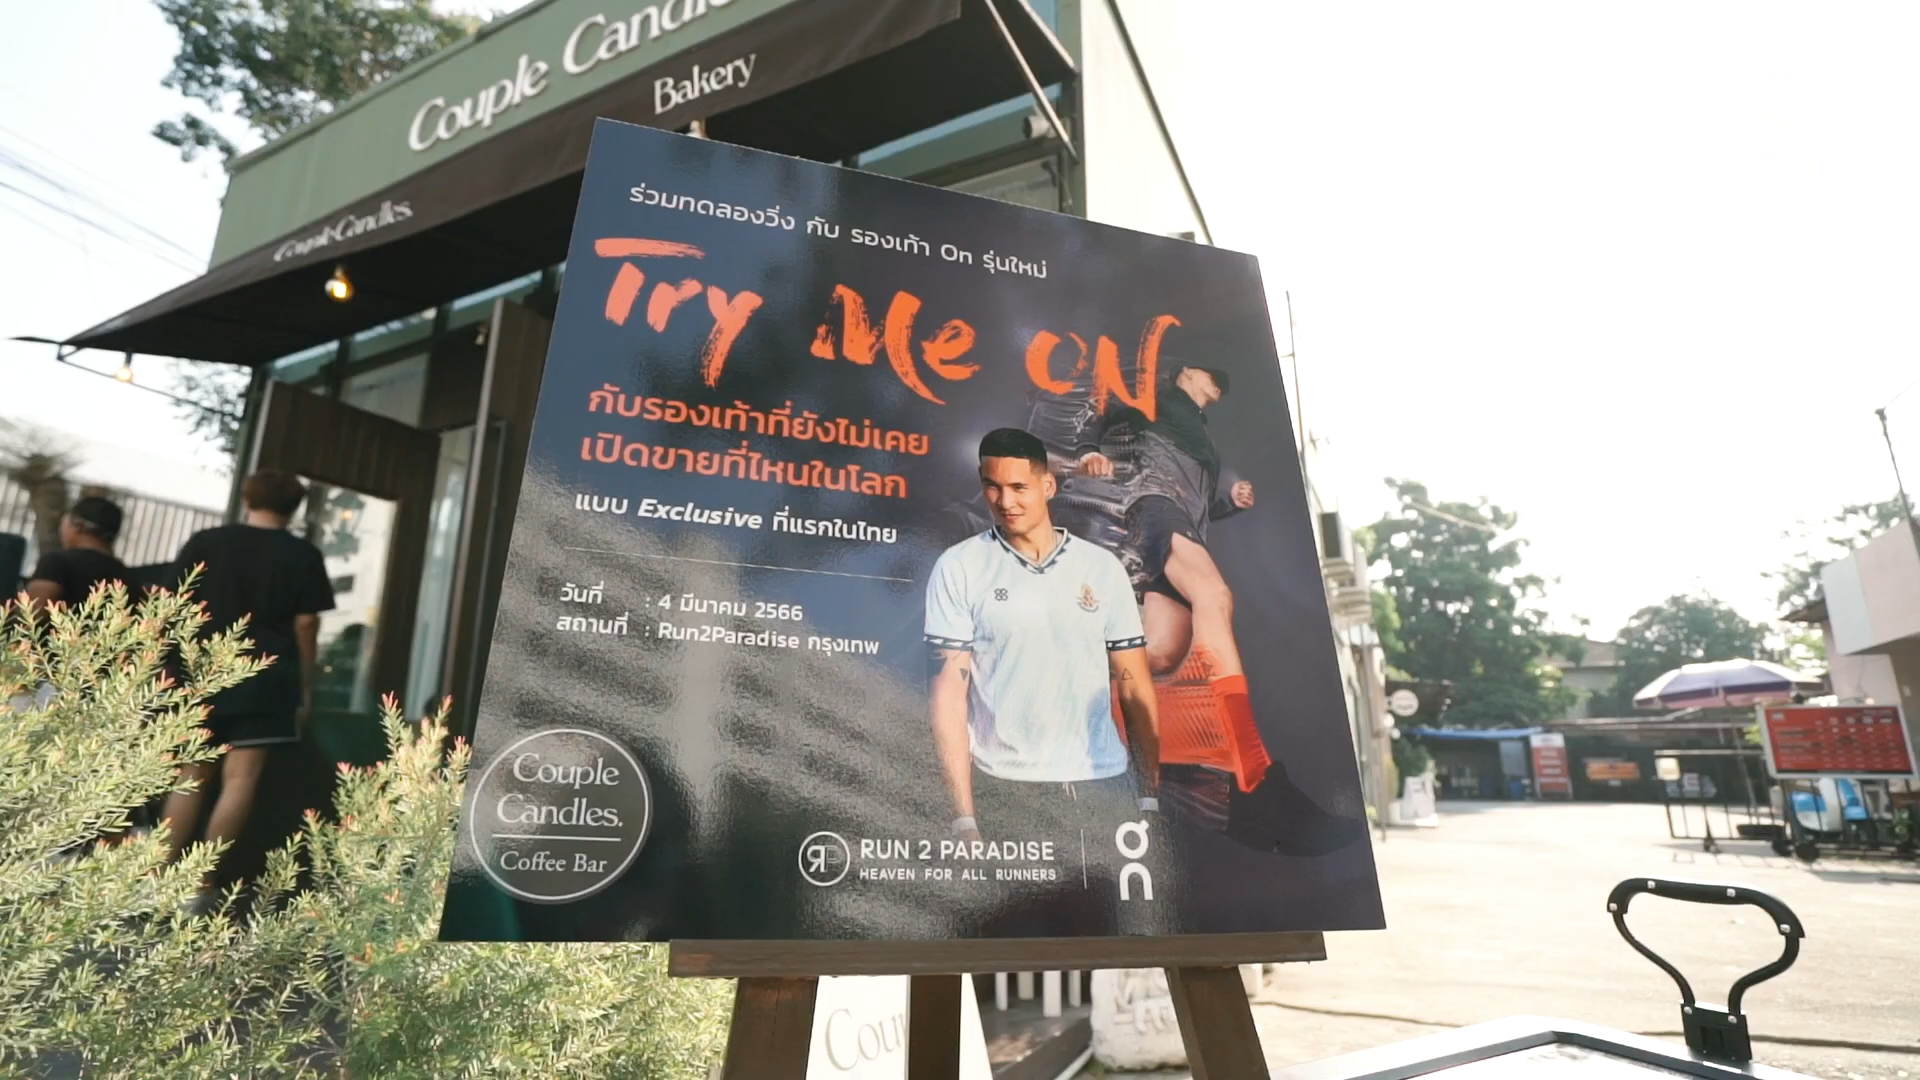 Couple Candle
Bakery
Couple Candles.
ร่วมทดลองวิ่ง กับ รองเท้า On รุ่นใหม่
Try Me ON
กับรองเท้าที่ยังไม่เคย
เปิดขายที่ไหนในโลก
แบบ Exclusive ที่แรกในไทย
วันที่ : 4 มีนาคม 2566
สถานที่ : Run2Paradise กรุงเทพ
Couple
Candles.
Coffee Bar
RUN 2 PARADISE
HEAVEN FOR ALL RUNNERS
on
Coup